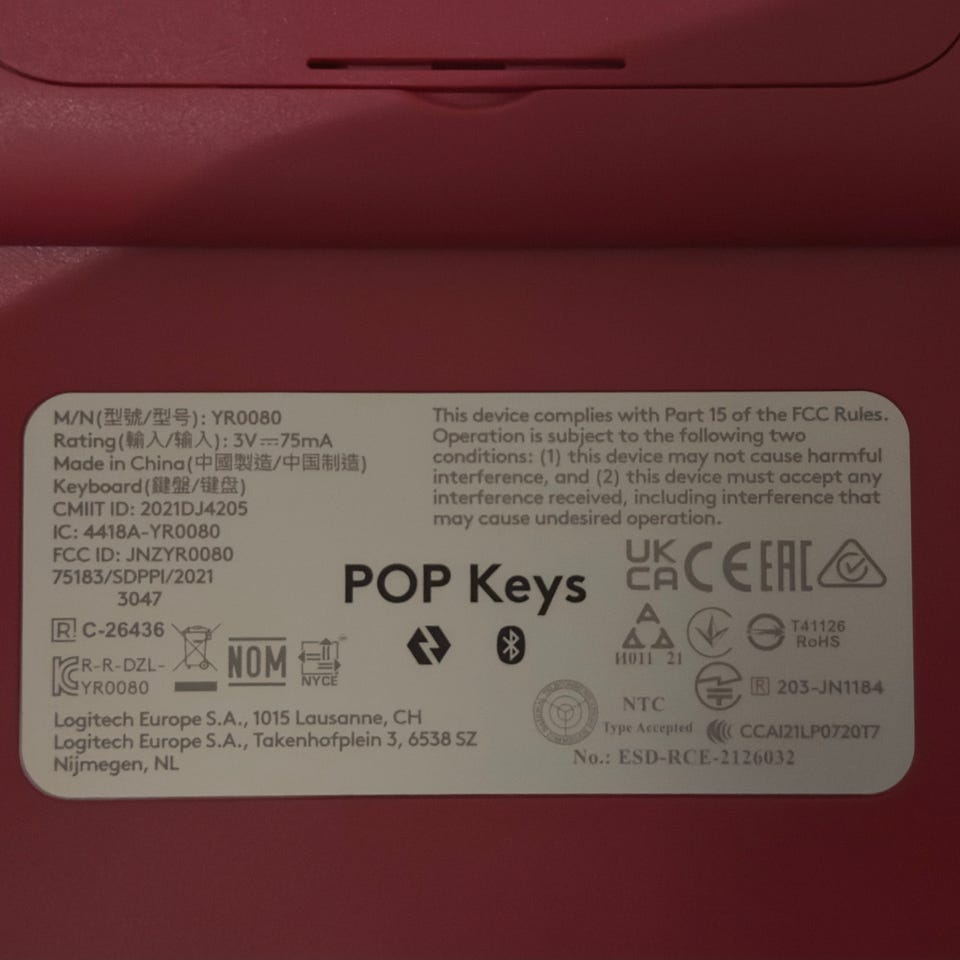 M/N(型號/型号): YR0080
Rating(輸入/输入): 3V⎓75mA
Made in China(中國製造/中国制造)
Keyboard(鍵盤/键盘)
CMIIT ID: 2021DJ4205
IC: 4418A-YR0080
FCC ID: JNZYR0080
75183/SDPPI/2021
3047
R C-26436
R-R-DZL-
YR0080
NOM
NYCE
Logitech Europe S.A., 1015 Lausanne, CH
Logitech Europe S.A., Takenhofplein 3, 6538 SZ
Nijmegen, NL
This device complies with Part 15 of the FCC Rules.
Operation is subject to the following two
conditions: (1) this device may not cause harmful
interference, and (2) this device must accept any
interference received, including interference that
may cause undesired operation.
POP Keys
UK
CA
CE
EAC
И011 21
T41126
RoHS
R 203-JN1184
NTC
Type Accepted
No.: ESD-RCE-2126032
CCAI21LP0720T7